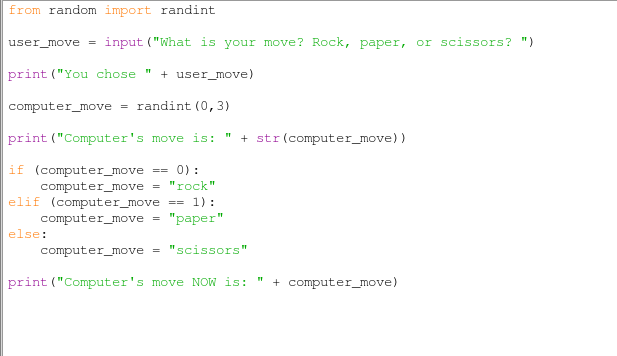 from random import randint
user_move = input("What is your move? Rock, paper, or scissors? ")
print("You chose " + user_move)
computer_move = randint(0,3)
print("Computer's move is: " + str(computer_move))
if (computer_move == 0):
    computer_move = "rock"
elif (computer_move == 1):
    computer_move = "paper"
else:
    computer_move = "scissors"
print("Computer's move NOW is: " + computer_move)